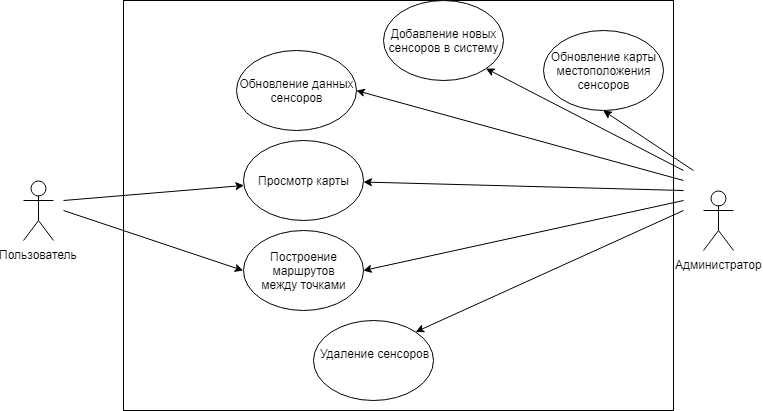 Добавление новых
сенсоров в систему
Обновление карты
местоположения
сенсоров
Обновление данных
сенсоров
Просмотр карты
Пользователь
Построение
маршрутов
между точками
Администратор
Удаление сенсоров